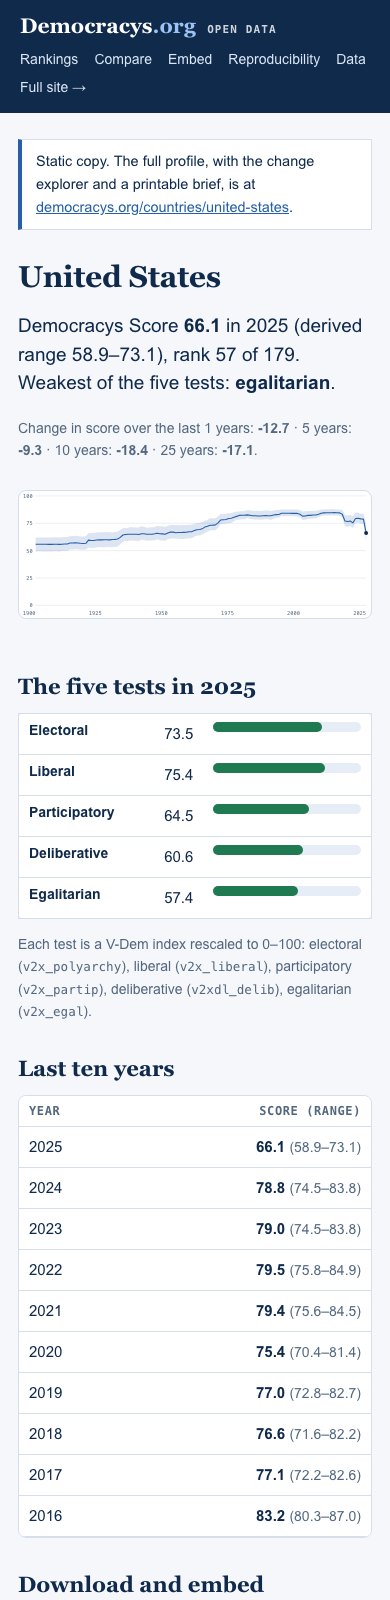 Democracys.org OPEN DATA
Rankings Compare Embed Reproducibility Data
Full site →
Static copy. The full profile, with the change
explorer and a printable brief, is at
democracys.org/countries/united-states.
United States
Democracys Score 66.1 in 2025 (derived
range 58.9–73.1), rank 57 of 179.
Weakest of the five tests: egalitarian.
Change in score over the last 1 years: -12.7 · 5 years:
-9.3 · 10 years: -18.4 · 25 years: -17.1.
100
75
50
25
0
1900 1925 1950 1975 2000 2025
The five tests in 2025
Electoral 73.5
Liberal 75.4
Participatory 64.5
Deliberative 60.6
Egalitarian 57.4
Each test is a V-Dem index rescaled to 0–100: electoral
(v2x_polyarchy), liberal (v2x_liberal), participatory
(v2x_partip), deliberative (v2xdl_delib), egalitarian
(v2x_egal).
Last ten years
YEAR SCORE (RANGE)
2025 66.1 (58.9–73.1)
2024 78.8 (74.5–83.8)
2023 79.0 (74.5–83.8)
2022 79.5 (75.8–84.9)
2021 79.4 (75.6–84.5)
2020 75.4 (70.4–81.4)
2019 77.0 (72.8–82.7)
2018 76.6 (71.6–82.2)
2017 77.1 (72.2–82.6)
2016 83.2 (80.3–87.0)
Download and embed